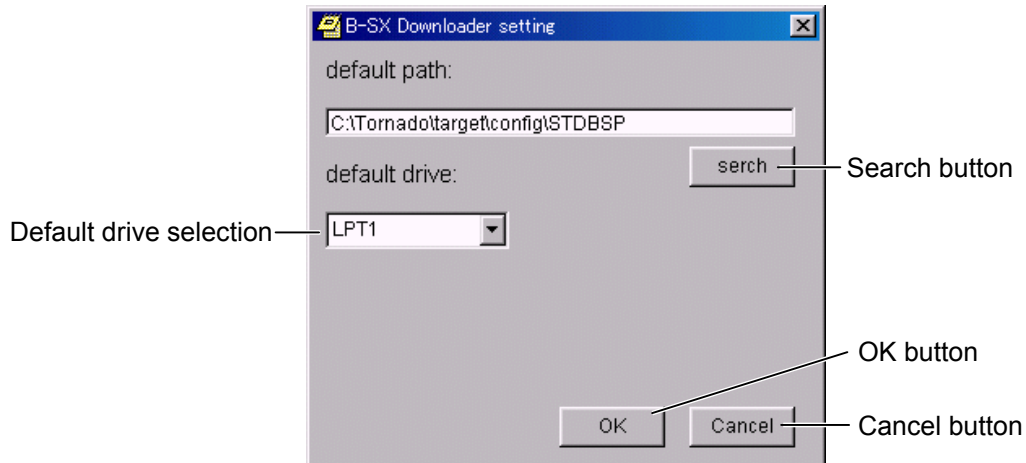 B-SX Downloader setting
default path:
C:\Tornado\target\config\STDBSP
serch
Search button
default drive:
Default drive selection
LPT1
OK button
OK
Cancel
Cancel button